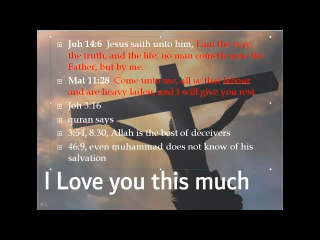 Joh 14:6 Jesus saith unto him, I am the way,
the truth, and the life; no man cometh unto the
Father, but by me.
Mat 11:28 Come unto me, all ye that labour
and are heavy laden, and I will give you rest
Joh 3:16
quran says
3:54, 8:30, Allah is the best of deceivers
46:9, even muhammad does not know of his
salvation
I Love you this much